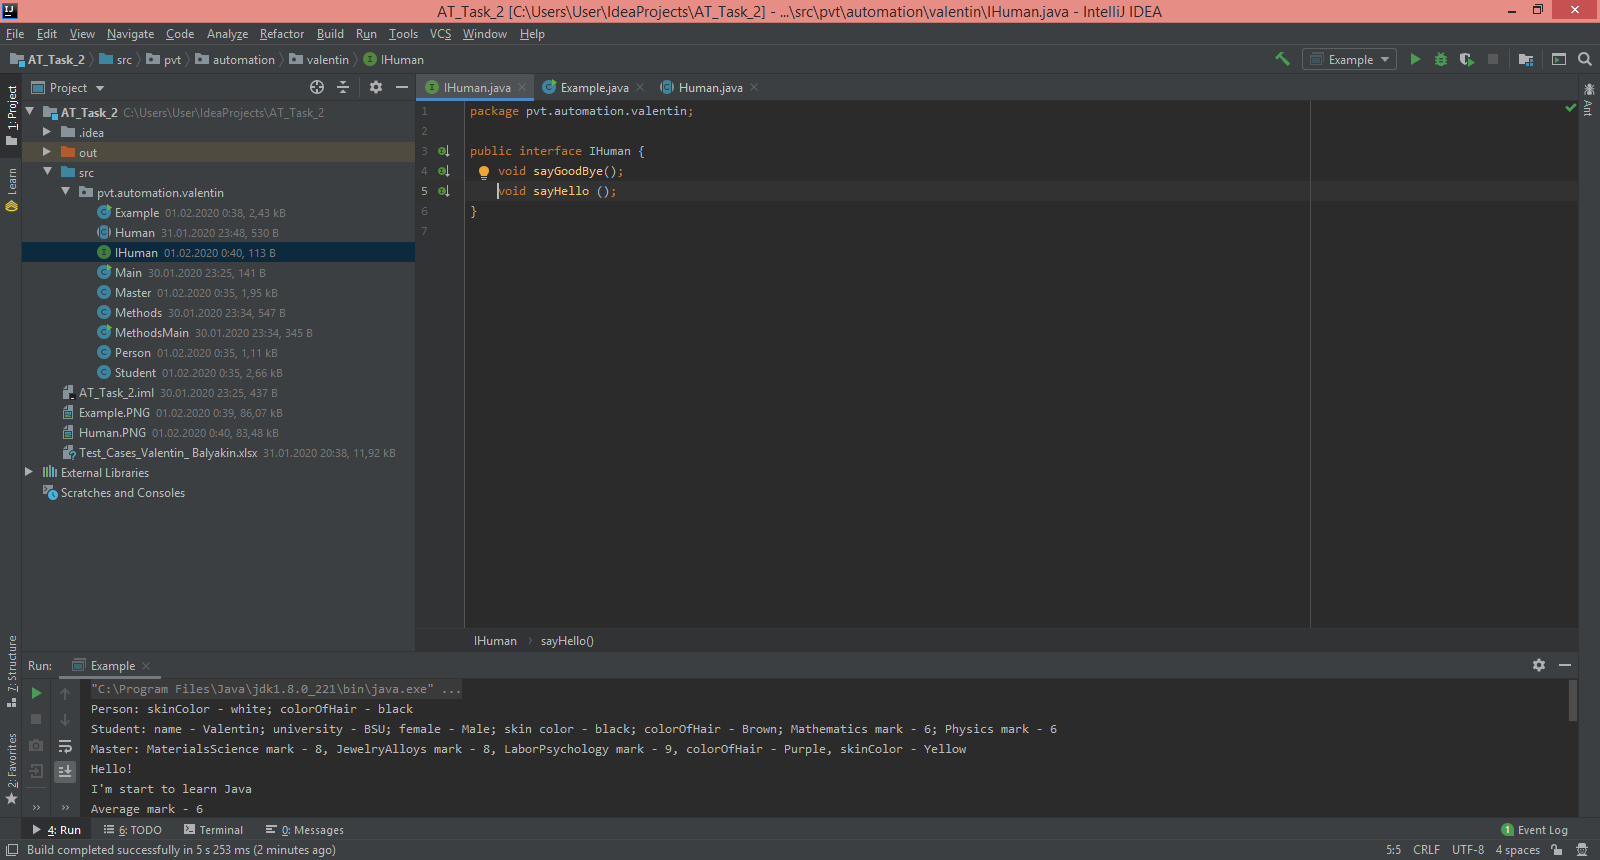 AT_Task_2 [C:\Users\User\IdeaProjects\AT_Task_2] - ...\src\pvt\automation\valentin\IHuman.java - IntelliJ IDEA
File Edit View Navigate Code Analyze Refactor Build Run Tools VCS Window Help
AT_Task_2 src pvt automation valentin IHuman
Example
Project
IHuman.java Example.java Human.java
1: Project
Learn
7: Structure
2: Favorites
Ant
AT_Task_2 C:\Users\User\IdeaProjects\AT_Task_2
.idea
out
src
pvt.automation.valentin
Example 01.02.2020 0:38, 2,43 kB
Human 31.01.2020 23:48, 530 B
IHuman 01.02.2020 0:40, 113 B
Main 30.01.2020 23:25, 141 B
Master 01.02.2020 0:35, 1,95 kB
Methods 30.01.2020 23:34, 547 B
MethodsMain 30.01.2020 23:34, 345 B
Person 01.02.2020 0:35, 1,11 kB
Student 01.02.2020 0:35, 2,66 kB
AT_Task_2.iml 30.01.2020 23:25, 437 B
Example.PNG 01.02.2020 0:39, 86,07 kB
Human.PNG 01.02.2020 0:40, 83,48 kB
Test_Cases_Valentin_ Balyakin.xlsx 31.01.2020 20:38, 11,92 kB
External Libraries
Scratches and Consoles
1 package pvt.automation.valentin;
2
3 public interface IHuman {
4 void sayGoodBye();
5 void sayHello ();
6 }
7
IHuman sayHello()
Run: Example
"C:\Program Files\Java\jdk1.8.0_221\bin\java.exe" ...
Person: skinColor - white; colorOfHair - black
Student: name - Valentin; university - BSU; female - Male; skin color - black; colorOfHair - Brown; Mathematics mark - 6; Physics mark - 6
Master: MaterialsScience mark - 8, JewelryAlloys mark - 8, LaborPsychology mark - 9, colorOfHair - Purple, skinColor - Yellow
Hello!
I'm start to learn Java
Average mark - 6
4: Run 6: TODO Terminal 0: Messages 1 Event Log
Build completed successfully in 5 s 253 ms (2 minutes ago) 5:5 CRLF UTF-8 4 spaces